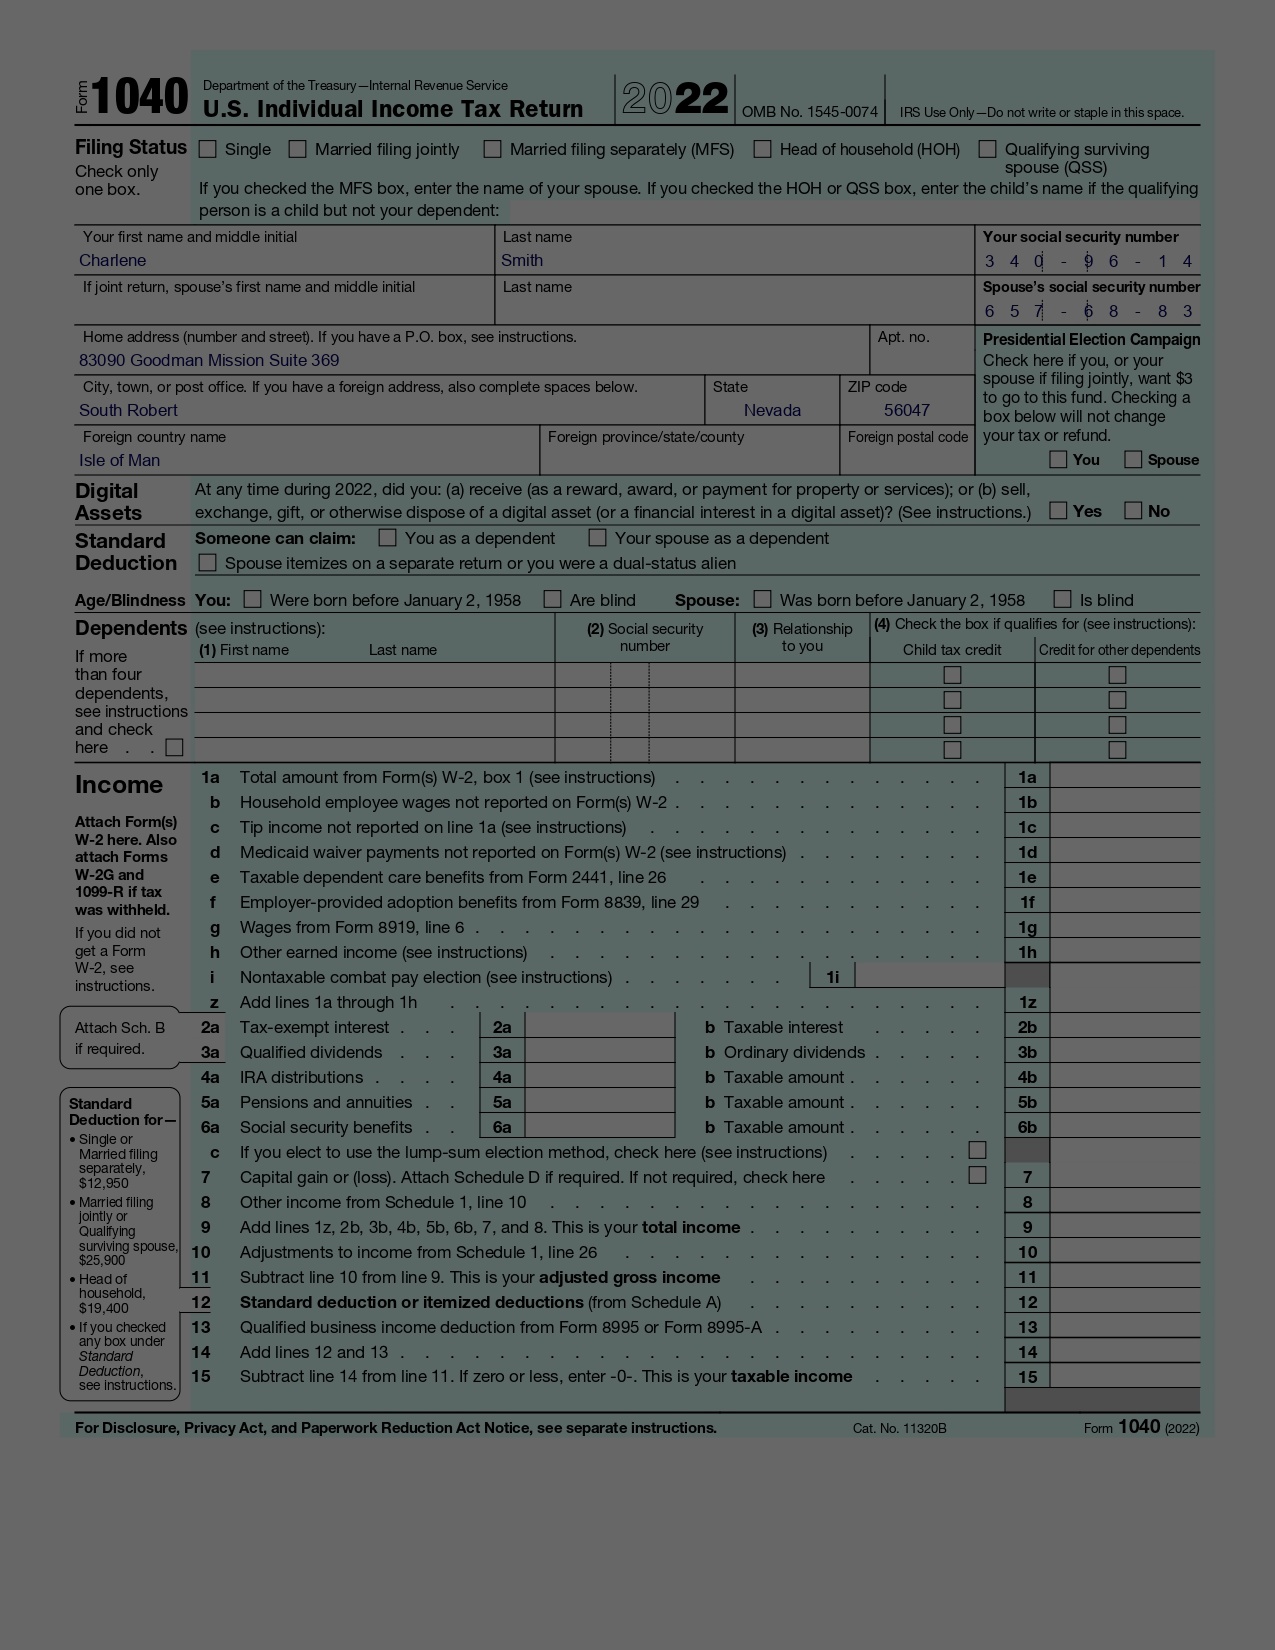 Form 1040 Department of the Treasury—Internal Revenue Service
U.S. Individual Income Tax Return 2022 OMB No. 1545-0074 IRS Use Only—Do not write or staple in this space.
Filing Status Single Married filing jointly Married filing separately (MFS) Head of household (HOH) Qualifying surviving spouse (QSS)
Check only one box.
If you checked the MFS box, enter the name of your spouse. If you checked the HOH or QSS box, enter the child's name if the qualifying
person is a child but not your dependent:
Your first name and middle initial Last name Your social security number
Charlene Smith 3 4 0 - 9 6 - 1 4
If joint return, spouse's first name and middle initial Last name Spouse's social security number
6 5 7 - 6 8 - 8 3
Home address (number and street). If you have a P.O. box, see instructions. Apt. no.
83090 Goodman Mission Suite 369
City, town, or post office. If you have a foreign address, also complete spaces below. State ZIP code
South Robert Nevada 56047
Foreign country name Foreign province/state/county Foreign postal code
Isle of Man
Presidential Election Campaign
Check here if you, or your
spouse if filing jointly, want $3
to go to this fund. Checking a
box below will not change
your tax or refund.
You Spouse
Digital Assets
At any time during 2022, did you: (a) receive (as a reward, award, or payment for property or services); or (b) sell,
exchange, gift, or otherwise dispose of a digital asset (or a financial interest in a digital asset)? (See instructions.) Yes No
Standard Deduction
Someone can claim: You as a dependent Your spouse as a dependent
Spouse itemizes on a separate return or you were a dual-status alien
Age/Blindness You: Were born before January 2, 1958 Are blind Spouse: Was born before January 2, 1958 Is blind
Dependents (see instructions): (2) Social security number (3) Relationship to you (4) Check the box if qualifies for (see instructions):
(1) First name Last name Child tax credit Credit for other dependents
If more
than four
dependents,
see instructions
and check
here . .
Income
Attach Form(s)
W-2 here. Also
attach Forms
W-2G and
1099-R if tax
was withheld.
If you did not
get a Form
W-2, see
instructions.
1a Total amount from Form(s) W-2, box 1 (see instructions) . . . . . . . . . . . . . 1a
b Household employee wages not reported on Form(s) W-2 . . . . . . . . . . . . . 1b
c Tip income not reported on line 1a (see instructions) . . . . . . . . . . . . . . 1c
d Medicaid waiver payments not reported on Form(s) W-2 (see instructions) . . . . . . . . 1d
e Taxable dependent care benefits from Form 2441, line 26 . . . . . . . . . . . . 1e
f Employer-provided adoption benefits from Form 8839, line 29 . . . . . . . . . . . 1f
g Wages from Form 8919, line 6 . . . . . . . . . . . . . . . . . . . . . 1g
h Other earned income (see instructions) . . . . . . . . . . . . . . . . . . 1h
i Nontaxable combat pay election (see instructions) . . . . . . . 1i
z Add lines 1a through 1h . . . . . . . . . . . . . . . . . . . . . . 1z
Attach Sch. B
if required.
2a Tax-exempt interest . . . 2a b Taxable interest . . . . . 2b
3a Qualified dividends . . . 3a b Ordinary dividends . . . . . 3b
4a IRA distributions . . . . 4a b Taxable amount . . . . . . 4b
5a Pensions and annuities . . 5a b Taxable amount . . . . . . 5b
6a Social security benefits . . 6a b Taxable amount . . . . . . 6b
c If you elect to use the lump-sum election method, check here (see instructions) . . . . .
7 Capital gain or (loss). Attach Schedule D if required. If not required, check here . . . . . 7
8 Other income from Schedule 1, line 10 . . . . . . . . . . . . . . . . . . 8
9 Add lines 1z, 2b, 3b, 4b, 5b, 6b, 7, and 8. This is your total income . . . . . . . . . . 9
10 Adjustments to income from Schedule 1, line 26 . . . . . . . . . . . . . . . 10
11 Subtract line 10 from line 9. This is your adjusted gross income . . . . . . . . . . 11
12 Standard deduction or itemized deductions (from Schedule A) . . . . . . . . . . 12
13 Qualified business income deduction from Form 8995 or Form 8995-A . . . . . . . . . 13
14 Add lines 12 and 13 . . . . . . . . . . . . . . . . . . . . . . . . 14
15 Subtract line 14 from line 11. If zero or less, enter -0-. This is your taxable income . . . . . 15
Standard
Deduction for—
• Single or
Married filing
separately,
$12,950
• Married filing
jointly or
Qualifying
surviving spouse,
$25,900
• Head of
household,
$19,400
• If you checked
any box under
Standard
Deduction,
see instructions.
For Disclosure, Privacy Act, and Paperwork Reduction Act Notice, see separate instructions. Cat. No. 11320B Form 1040 (2022)